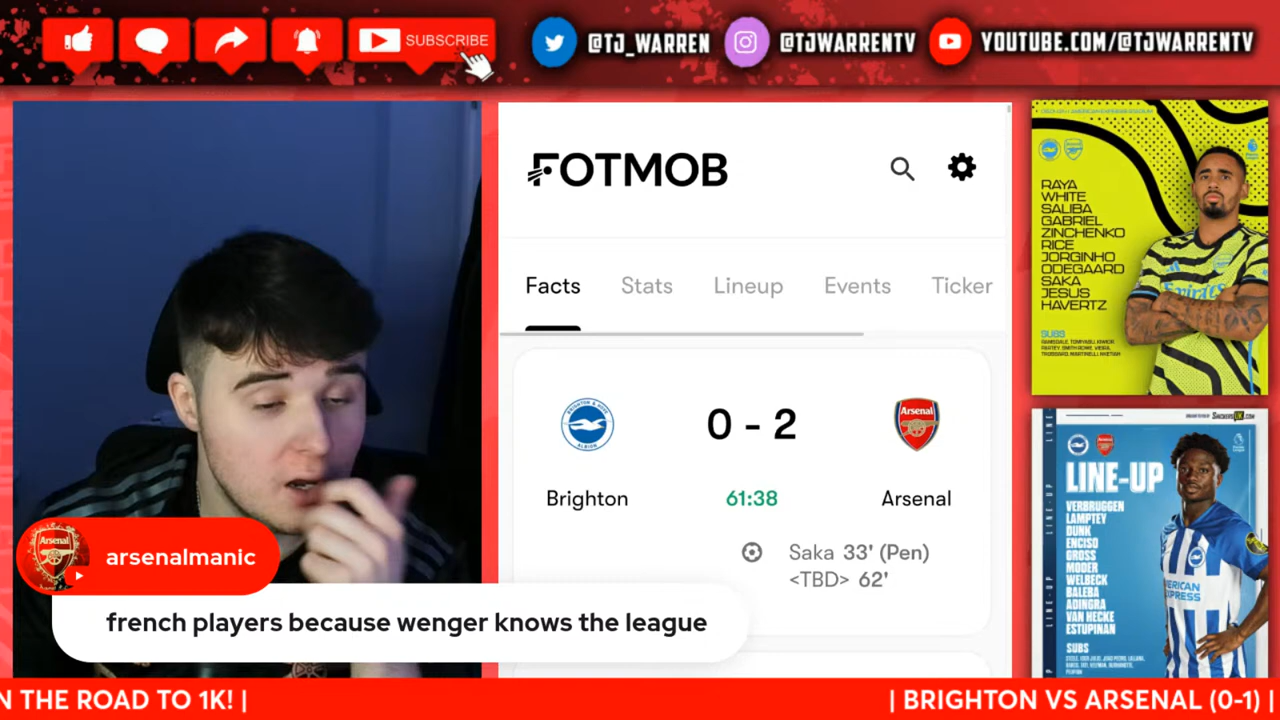 SUBSCRIBE
@TJ_WARREN
@TJWARRENTV
YOUTUBE.COM/@TJWARRENTV
FOTMOB
Facts Stats Lineup Events Ticker
0 - 2
Brighton
61:38
Arsenal
Saka 33' (Pen)
<TBD> 62'
RAYA
WHITE
SALIBA
GABRIEL
ZINCHENKO
RICE
JORGINHO
ODEGAARD
SAKA
JESUS
HAVERTZ
SUBS
LINE-UP
VERBRUGGEN
LAMPTEY
DUNK
ENCISO
GROSS
MODER
WELBECK
BALEBA
ADINGRA
VAN HECKE
ESTUPINAN
SUBS
Arsenal
arsenalmanic
french players because wenger knows the league
N THE ROAD TO 1K! |
| BRIGHTON VS ARSENAL (0-1) |